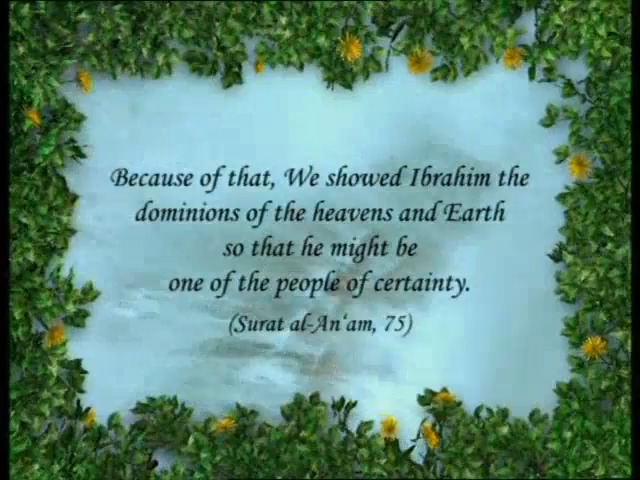 Because of that, We showed Ibrahim the
dominions of the heavens and Earth
so that he might be
one of the people of certainty.
(Surat al-An‘am, 75)